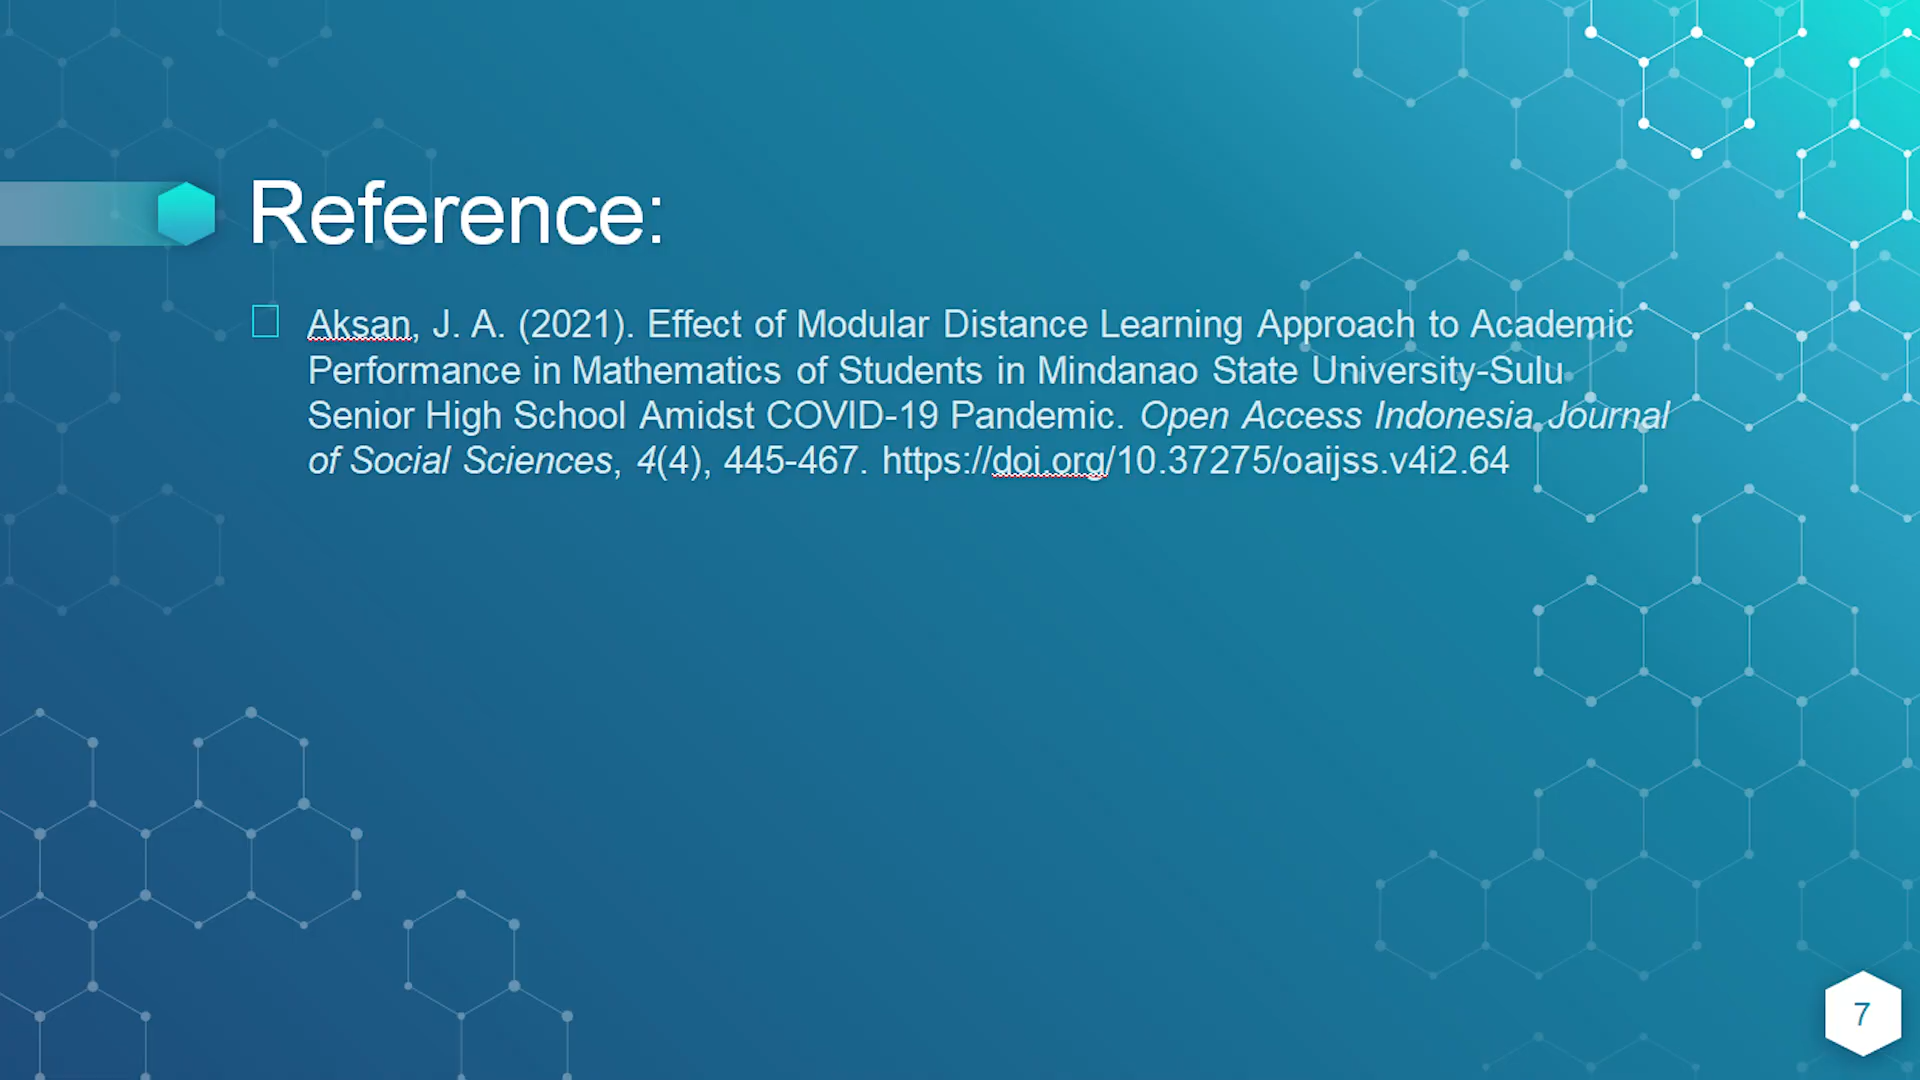 Reference:
Aksan, J. A. (2021). Effect of Modular Distance Learning Approach to Academic
Performance in Mathematics of Students in Mindanao State University-Sulu
Senior High School Amidst COVID-19 Pandemic. Open Access Indonesia Journal
of Social Sciences, 4(4), 445-467. https://doi.org/10.37275/oaijss.v4i2.64
7